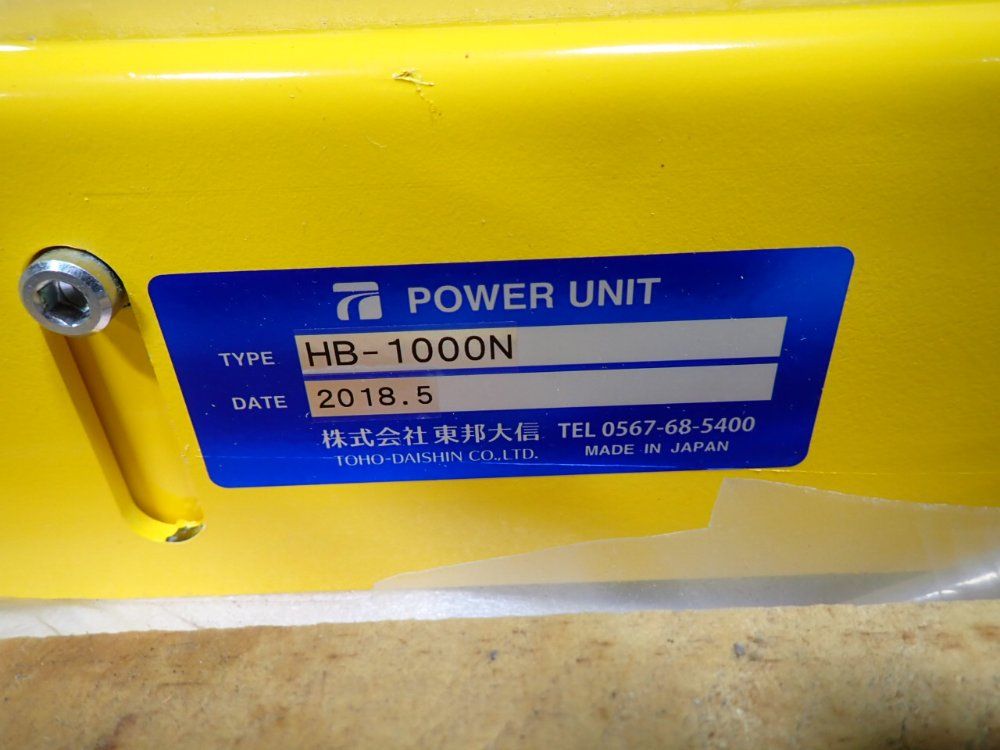 POWER UNIT
TYPE HB-1000N
DATE 2018.5
株式会社東邦大信 TEL 0567-68-5400
TOHO-DAISHIN CO.,LTD. MADE IN JAPAN